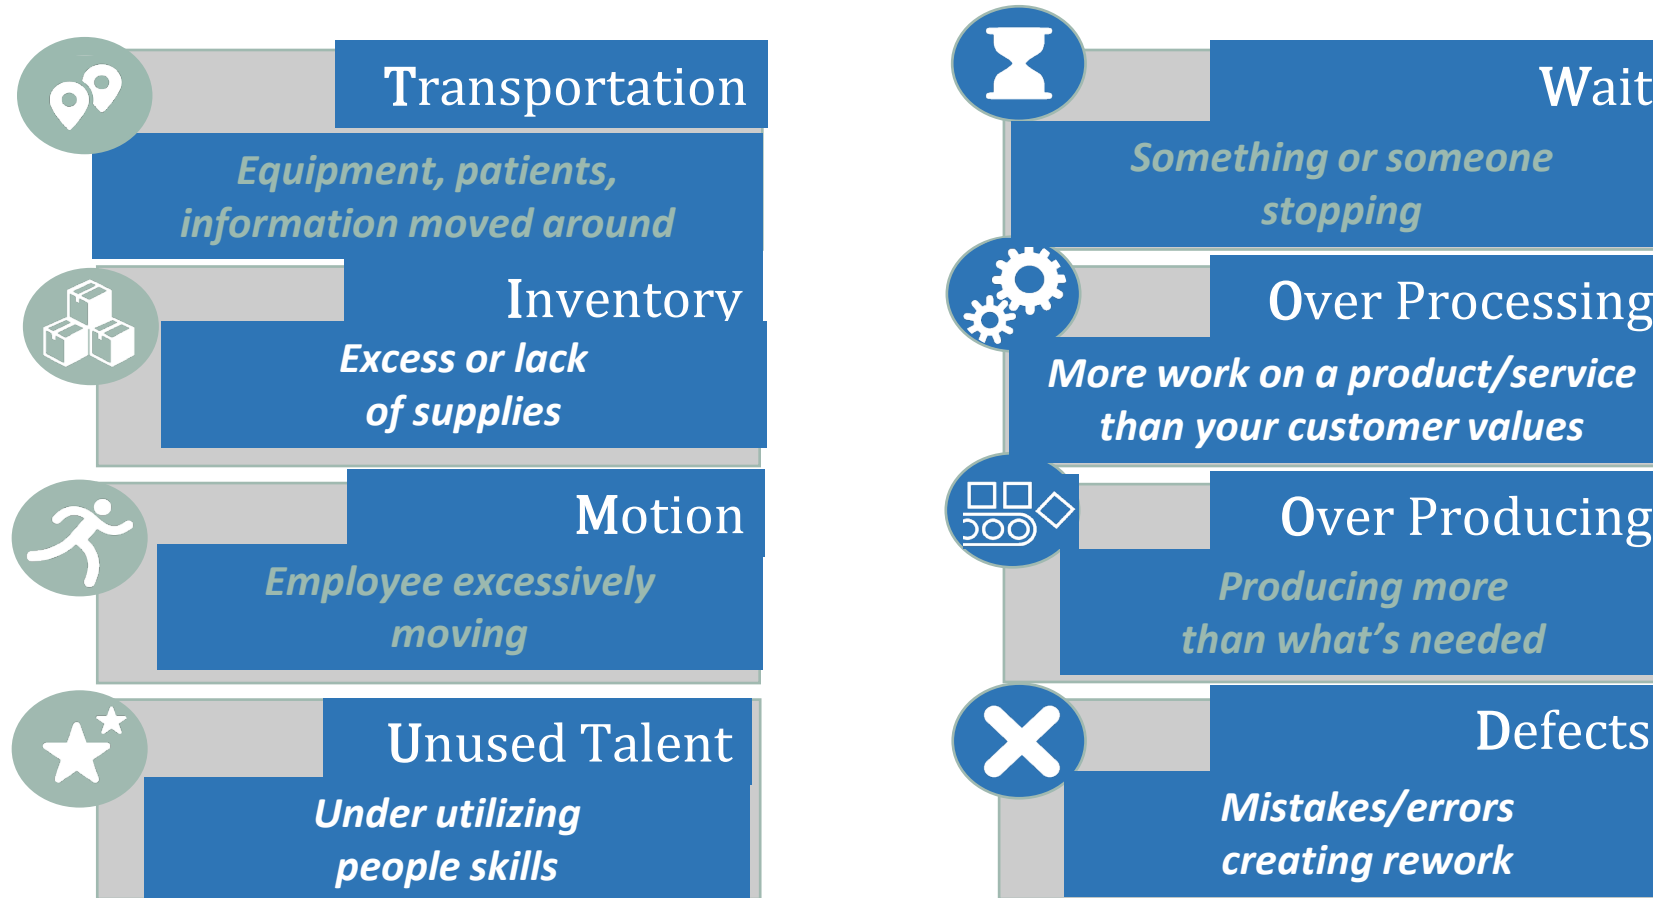 Transportation
Equipment, patients,
information moved around
Inventory
Excess or lack
of supplies
Motion
Employee excessively
moving
Unused Talent
Under utilizing
people skills
Wait
Something or someone
stopping
Over Processing
More work on a product/service
than your customer values
Over Producing
Producing more
than what’s needed
Defects
Mistakes/errors
creating rework